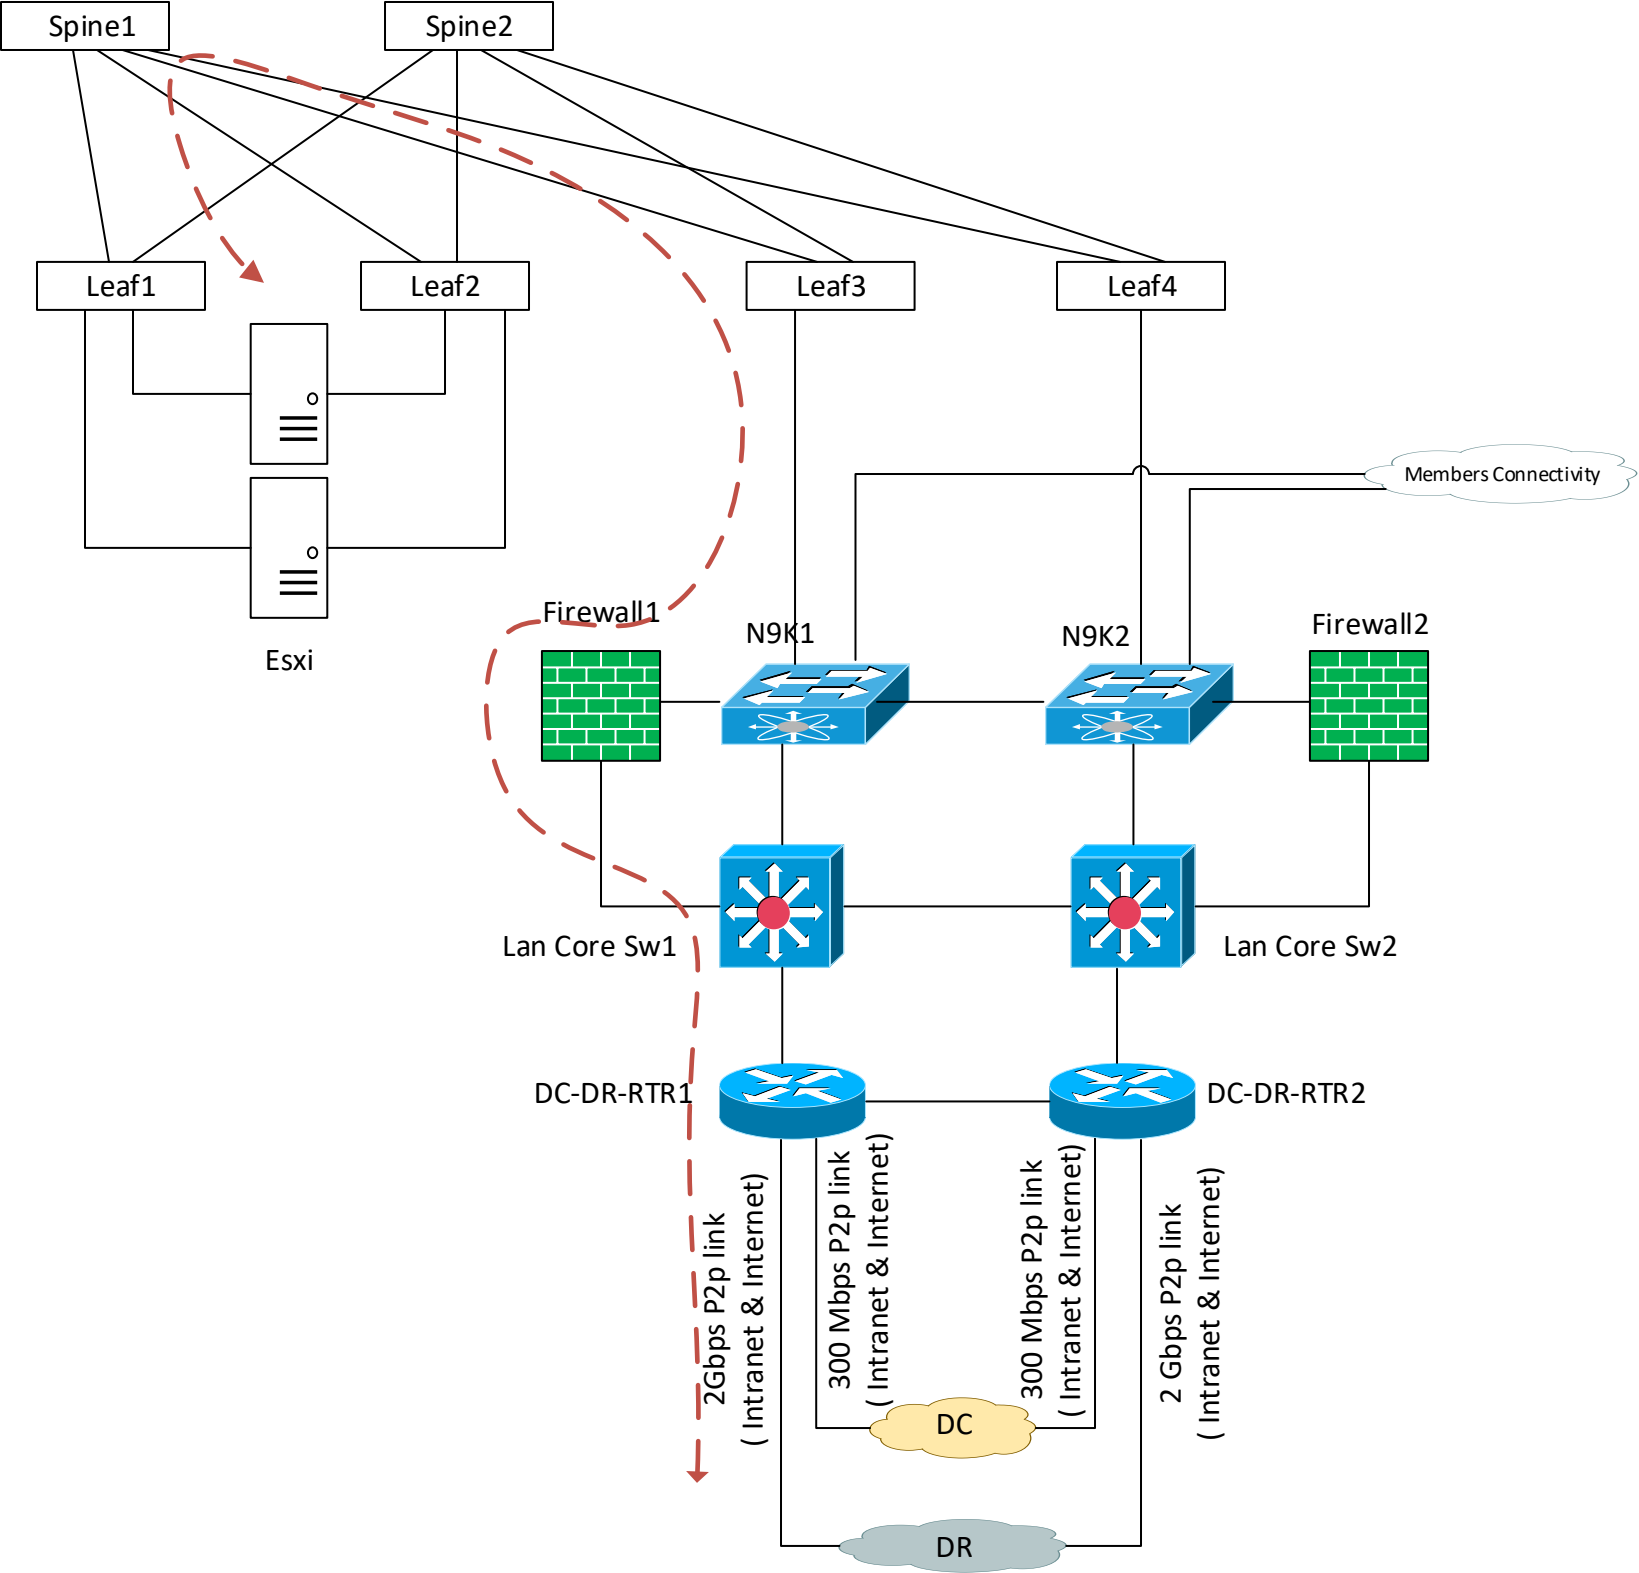 Spine1
Spine2
Leaf1
Leaf2
Leaf3
Leaf4
Members Connectivity
Firewall1
N9K1
N9K2
Firewall2
Esxi
Lan Core Sw1
Lan Core Sw2
DC-DR-RTR1
DC-DR-RTR2
2Gbps P2p link
( Intranet & Internet)
300 Mbps P2p link
( Intranet & Internet)
300 Mbps P2p link
( Intranet & Internet)
2 Gbps P2p link
( Intranet & Internet)
DC
DR